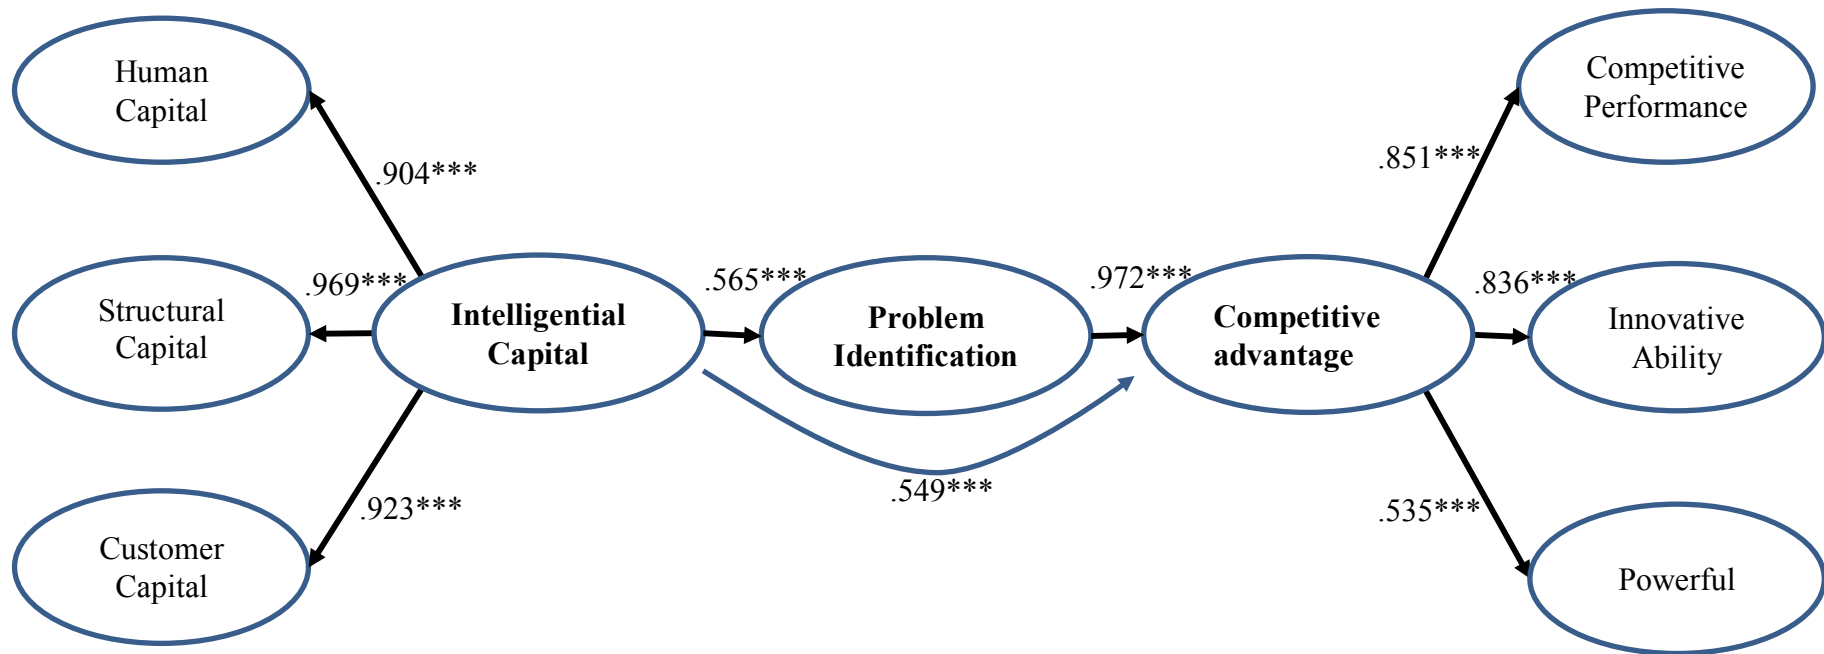 Human
Capital
.904***
Structural
Capital
.969***
Customer
Capital
.923***
Intelligential
Capital
.565***
Problem
Identification
.972***
.549***
Competitive
advantage
.851***
Competitive
Performance
.836***
Innovative
Ability
.535***
Powerful